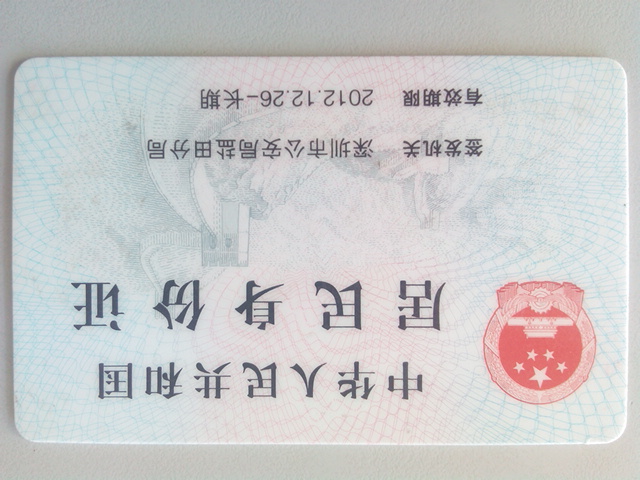 中华人民共和国
居民身份证
签发机关 深圳市公安局盐田分局
有效期限 2012.12.26-长期